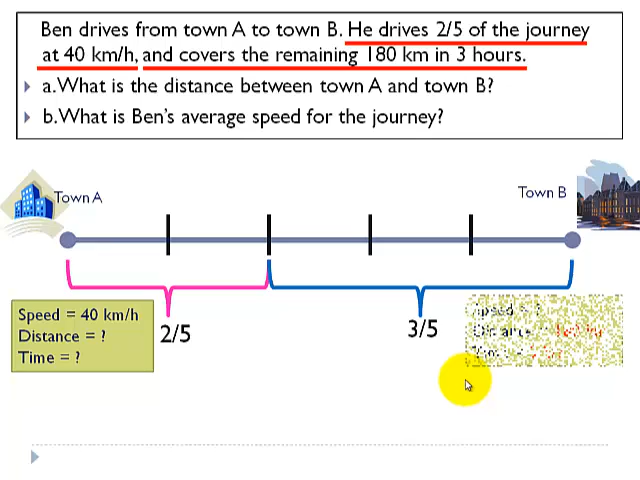 Ben drives from town A to town B. He drives 2/5 of the journey
at 40 km/h, and covers the remaining 180 km in 3 hours.
a.What is the distance between town A and town B?
b.What is Ben's average speed for the journey?
Town A
Town B
Speed = 40 km/h
Distance = ?
Time = ?
2/5
3/5
Speed = ?